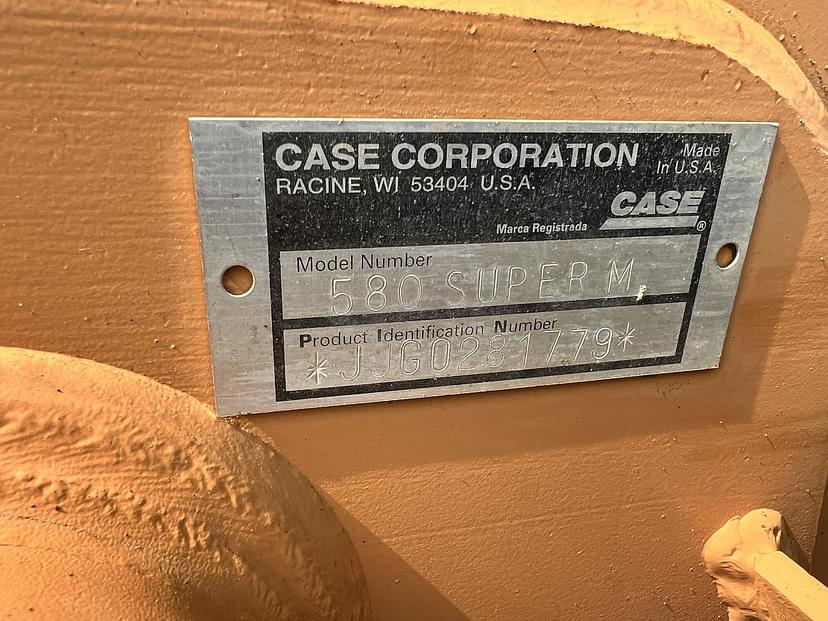 CASE CORPORATION
Made
In U.S.A.
RACINE, WI 53404 U.S.A.
CASE
®
Marca Registrada
Model Number
580 SUPER M
Product Identification Number
*JJG0281779*